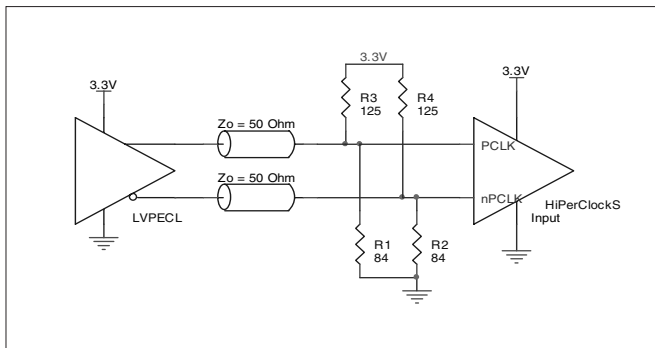 3.3V
3.3V
3.3V
R3
125
R4
125
Zo = 50 Ohm
PCLK
Zo = 50 Ohm
nPCLK
HiPerClockS
Input
LVPECL
R1
84
R2
84